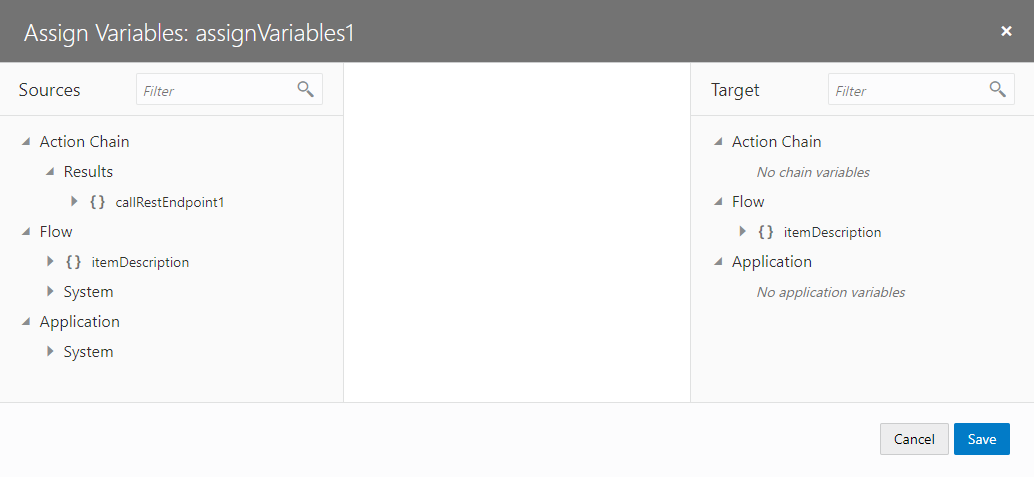 Assign Variables: assignVariables1
×
Sources
Filter
Action Chain
Results
{} callRestEndpoint1
Flow
{} itemDescription
System
Application
System
Target
Filter
Action Chain
No chain variables
Flow
{} itemDescription
Application
No application variables
Cancel
Save